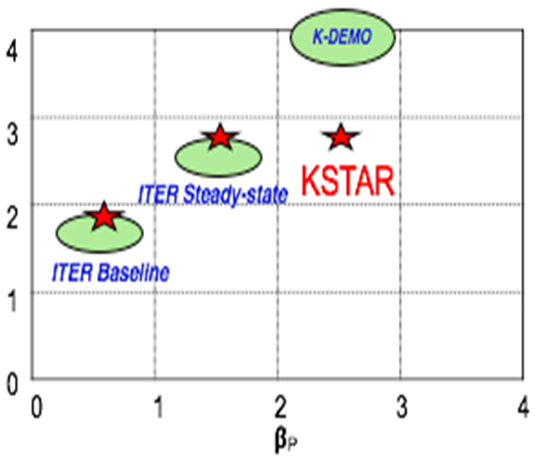 4
K-DEMO
3
ITER Steady-state
KSTAR
2
ITER Baseline
1
0
0 1 2 3 4
βP